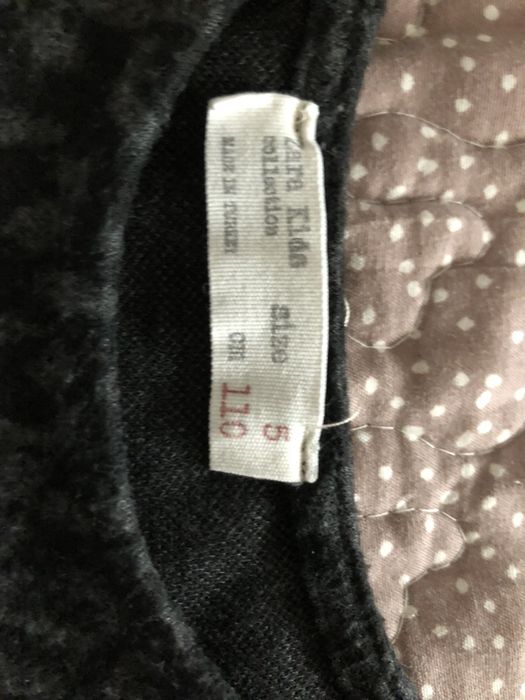 Zara Kids size 5
collection CM 110
MADE IN TURKEY